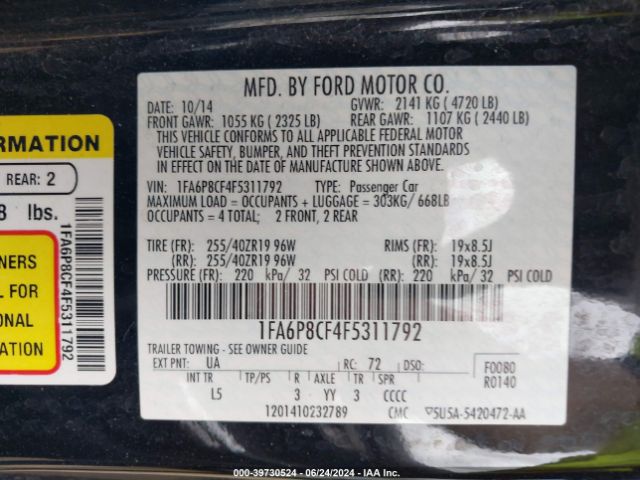 ORMATION
REAR: 2
8 lbs.
NERS
L FOR
ONAL
ATION
1FA6P8CF4F5311792
MFD. BY FORD MOTOR CO.
DATE: 10/14 GVWR: 2141 KG (4720 LB)
FRONT GAWR: 1055 KG (2325 LB) REAR GAWR: 1107 KG (2440 LB)
THIS VEHICLE CONFORMS TO ALL APPLICABLE FEDERAL MOTOR
VEHICLE SAFETY, BUMPER, AND THEFT PREVENTION STANDARDS
IN EFFECT ON THE DATE OF MANUFACTURE SHOWN ABOVE.
VIN: 1FA6P8CF4F5311792 TYPE: Passenger Car
MAXIMUM LOAD = OCCUPANTS + LUGGAGE = 303KG/ 668LB
OCCUPANTS = 4 TOTAL; 2 FRONT, 2 REAR
TIRE (FR): 255/40ZR19 96W RIMS (FR): 19x8.5J
(RR): 255/40ZR19 96W (RR): 19x8.5J
PRESSURE (FR): 220 kPa/ 32 PSI COLD (RR): 220 kPa/ 32 PSI COLD
1FA6P8CF4F5311792
TRAILER TOWING - SEE OWNER GUIDE
EXT PNT: UA RC: 72 DSO: F0080
INT TR TP/PS R AXLE TR SPR R0140
L5 3 YY 3 CCCC
1201410232789 CMC 5U5A-5420472-AA
000-39730524 - 06/24/2024 - IAA Inc.